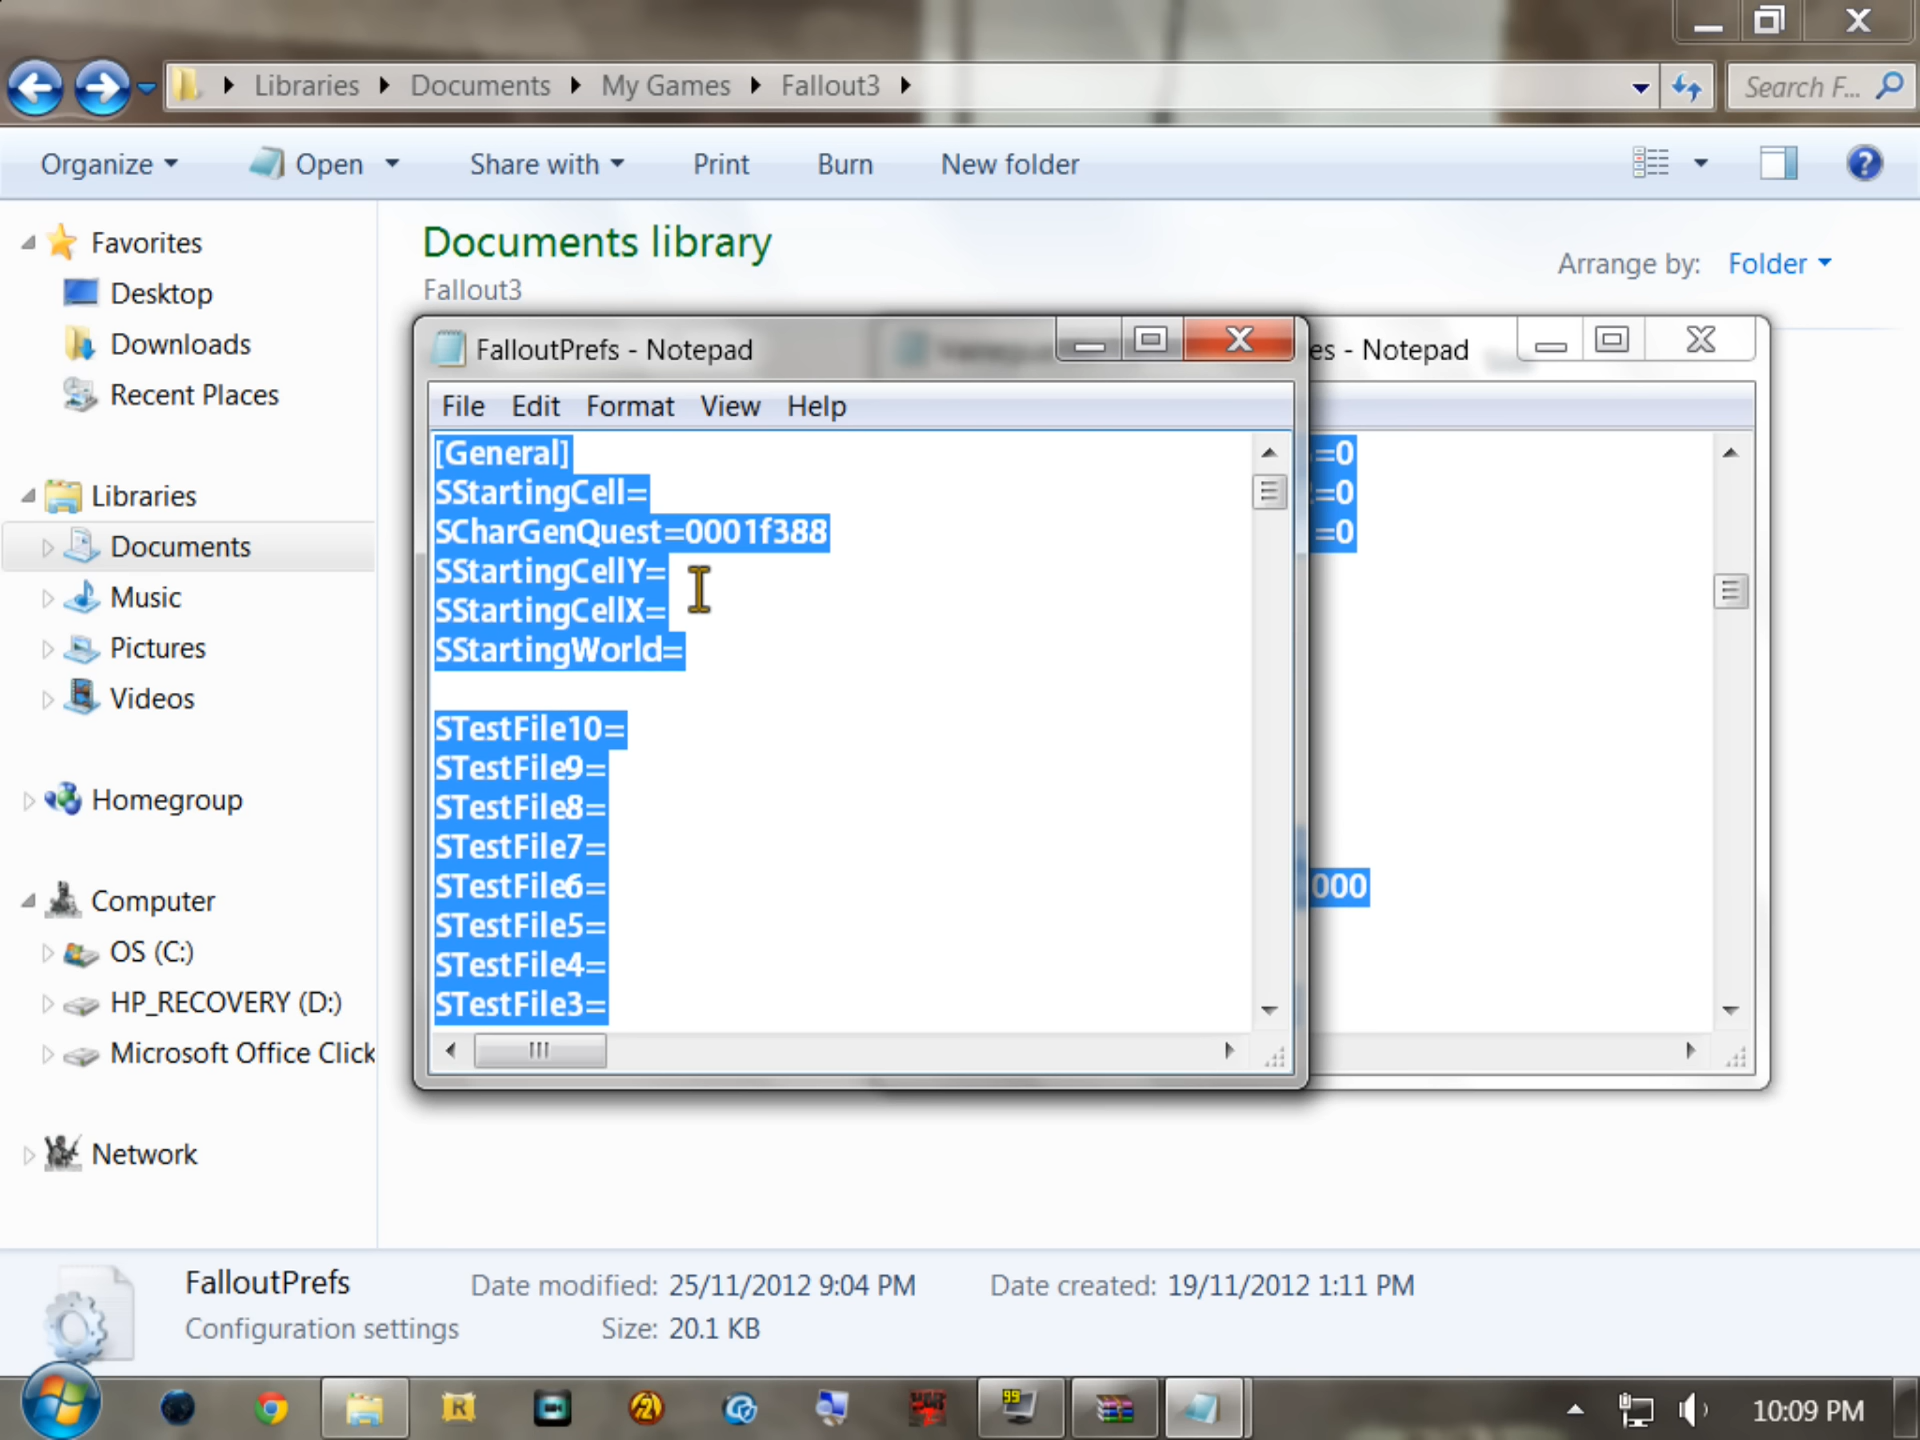 Libraries Documents My Games Fallout3 Search F...
Organize Open Share with Print Burn New folder
Favorites
Desktop
Downloads
Recent Places
Libraries
Documents
Music
Pictures
Videos
Homegroup
Computer
OS (C:)
HP_RECOVERY (D:)
Microsoft Office Click
Network
Documents library
Fallout3
Arrange by: Folder
FalloutPrefs - Notepad
File Edit Format View Help
[General]
SStartingCell=
SCharGenQuest=0001f388
SStartingCellY=
SStartingCellX=
SStartingWorld=
STestFile10=
STestFile9=
STestFile8=
STestFile7=
STestFile6=
STestFile5=
STestFile4=
STestFile3=
es - Notepad
=0
=0
=0
000
FalloutPrefs Date modified: 25/11/2012 9:04 PM Date created: 19/11/2012 1:11 PM
Configuration settings Size: 20.1 KB
99
10:09 PM